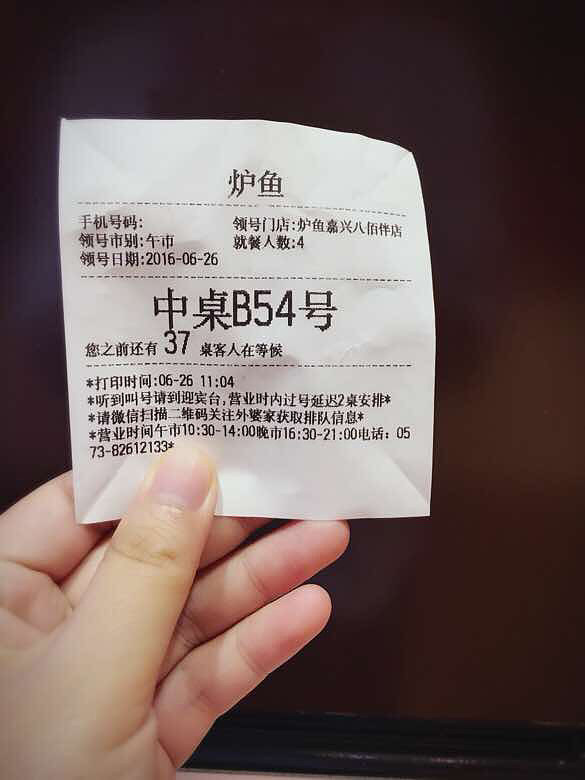 炉鱼
手机号码: 领号门店:炉鱼嘉兴八佰伴店
领号市别:午市 就餐人数:4
领号日期:2016-06-26
中桌B54号
您之前还有 37 桌客人在等候
*打印时间:06-26 11:04
*听到叫号请到迎宾台,营业时内过号延迟2桌安排*
*请微信扫描二维码关注外婆家获取排队信息*
*营业时间午市10:30-14:00晚市16:30-21:00电话：05
73-82612133*